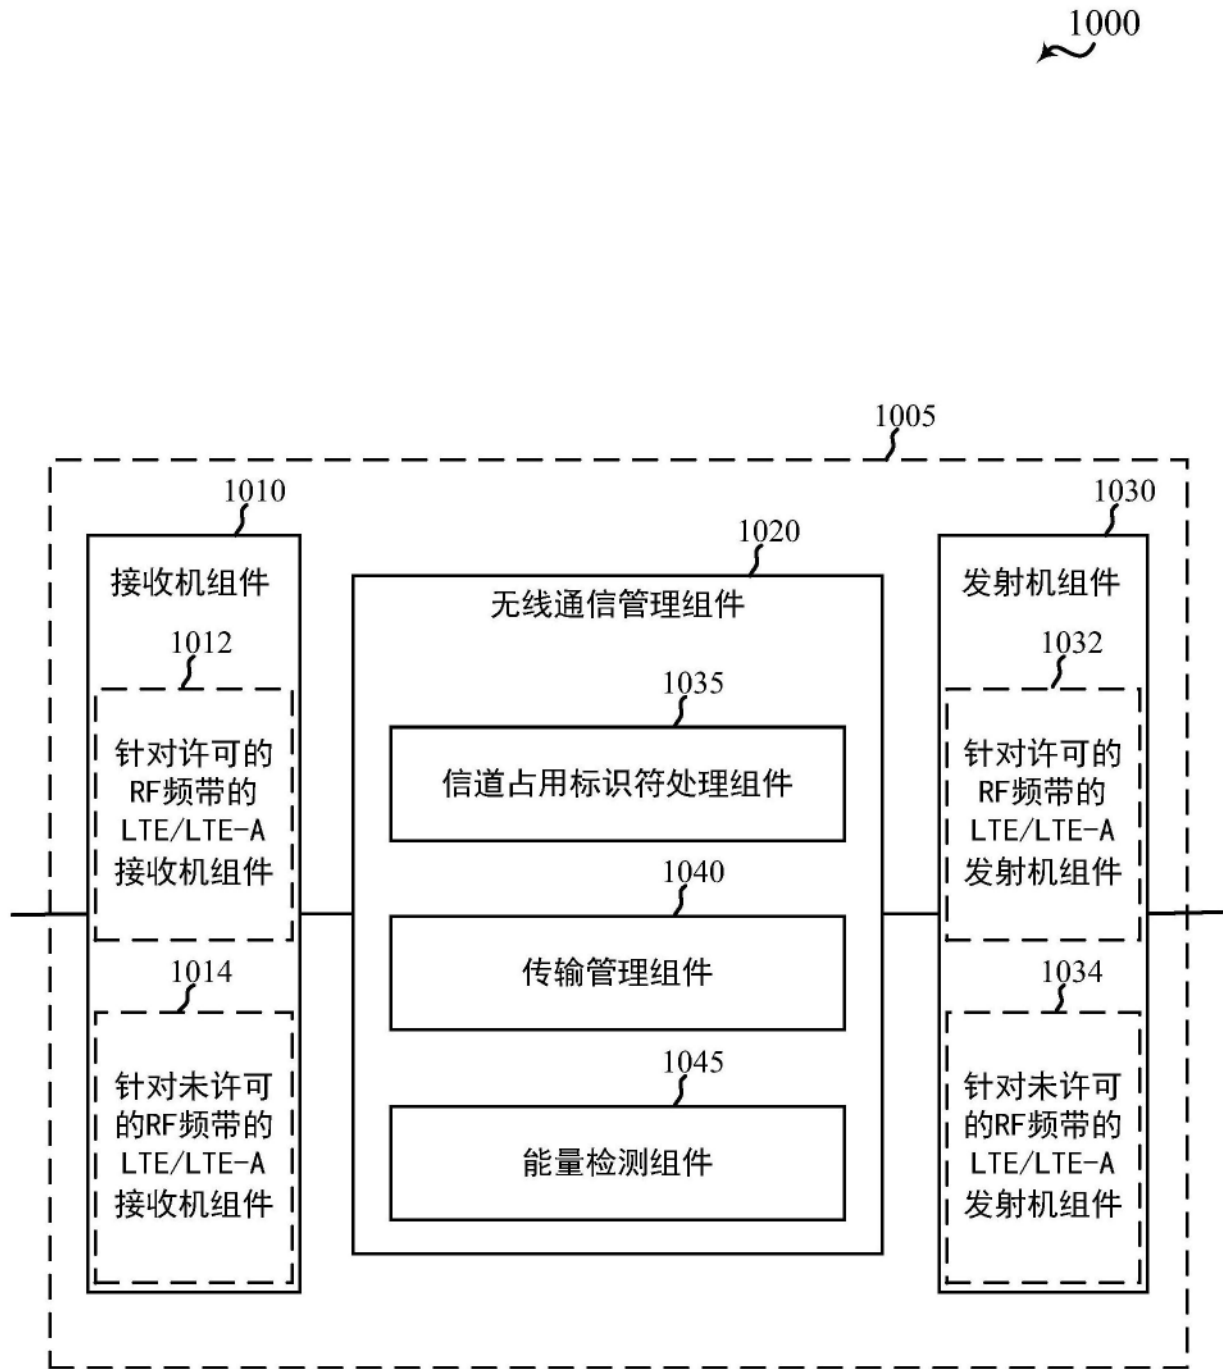 1000
1005
1010
1030
1020
接收机组件
发射机组件
无线通信管理组件
1012
1032
1035
针对许可的
RF频带的
LTE/LTE-A
接收机组件
信道占用标识符处理组件
针对许可的
RF频带的
LTE/LTE-A
发射机组件
1040
传输管理组件
1014
1034
1045
针对未许可
的RF频带的
LTE/LTE-A
接收机组件
能量检测组件
针对未许可
的RF频带的
LTE/LTE-A
发射机组件